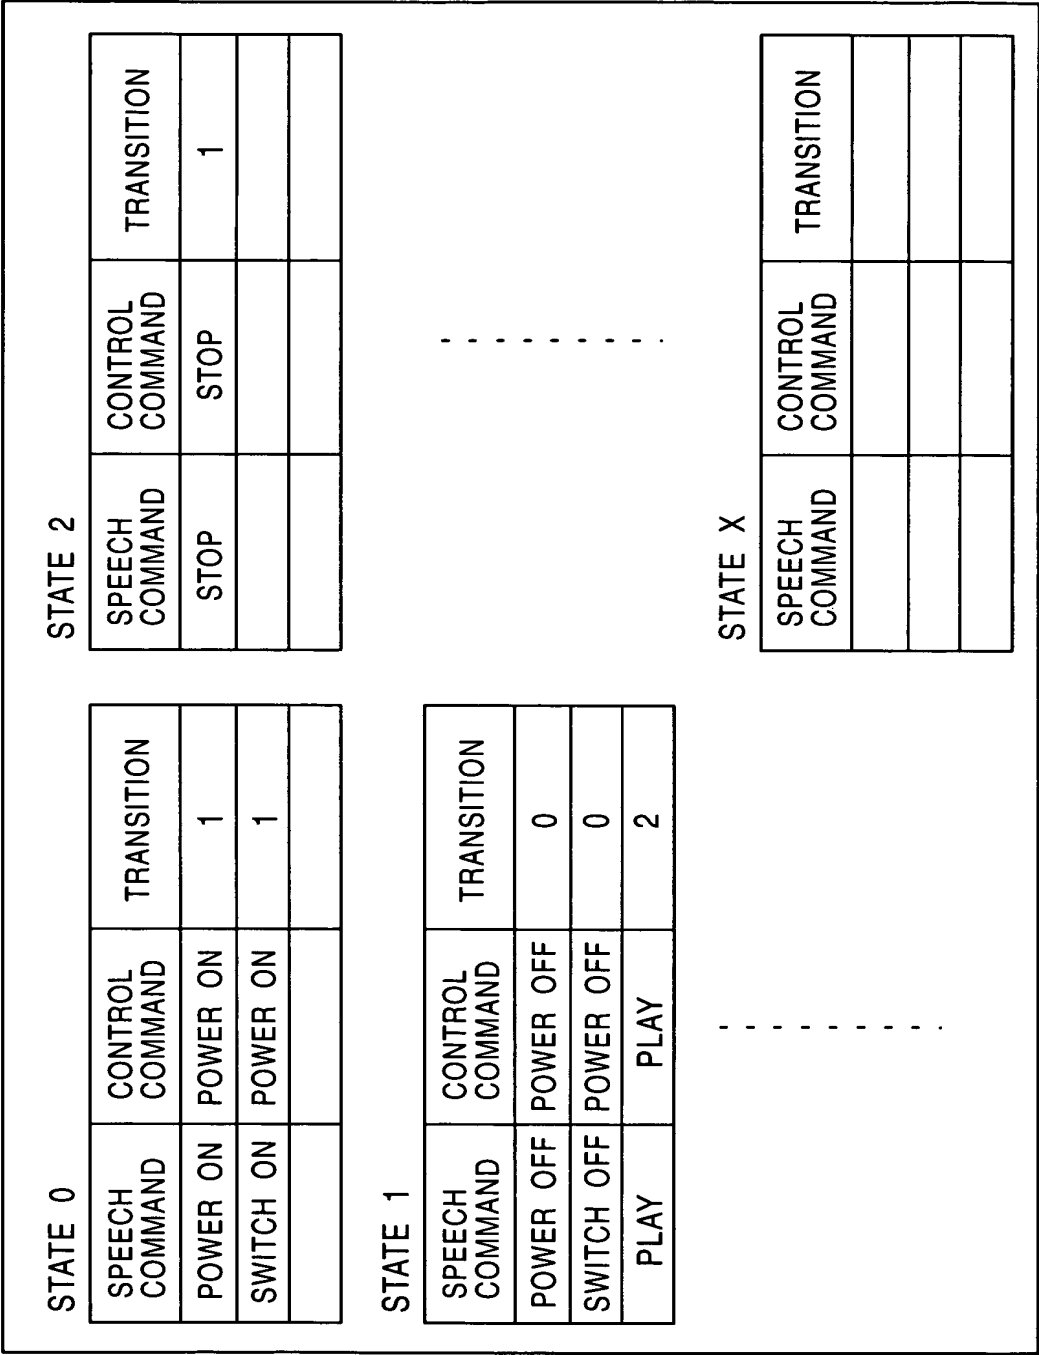 STATE 0
SPEECH COMMAND CONTROL COMMAND TRANSITION
POWER ON POWER ON 1
SWITCH ON POWER ON 1
STATE 1
SPEECH COMMAND CONTROL COMMAND TRANSITION
POWER OFF POWER OFF 0
SWITCH OFF POWER OFF 0
PLAY PLAY 2
STATE 2
SPEECH COMMAND CONTROL COMMAND TRANSITION
STOP STOP 1
STATE X
SPEECH COMMAND CONTROL COMMAND TRANSITION